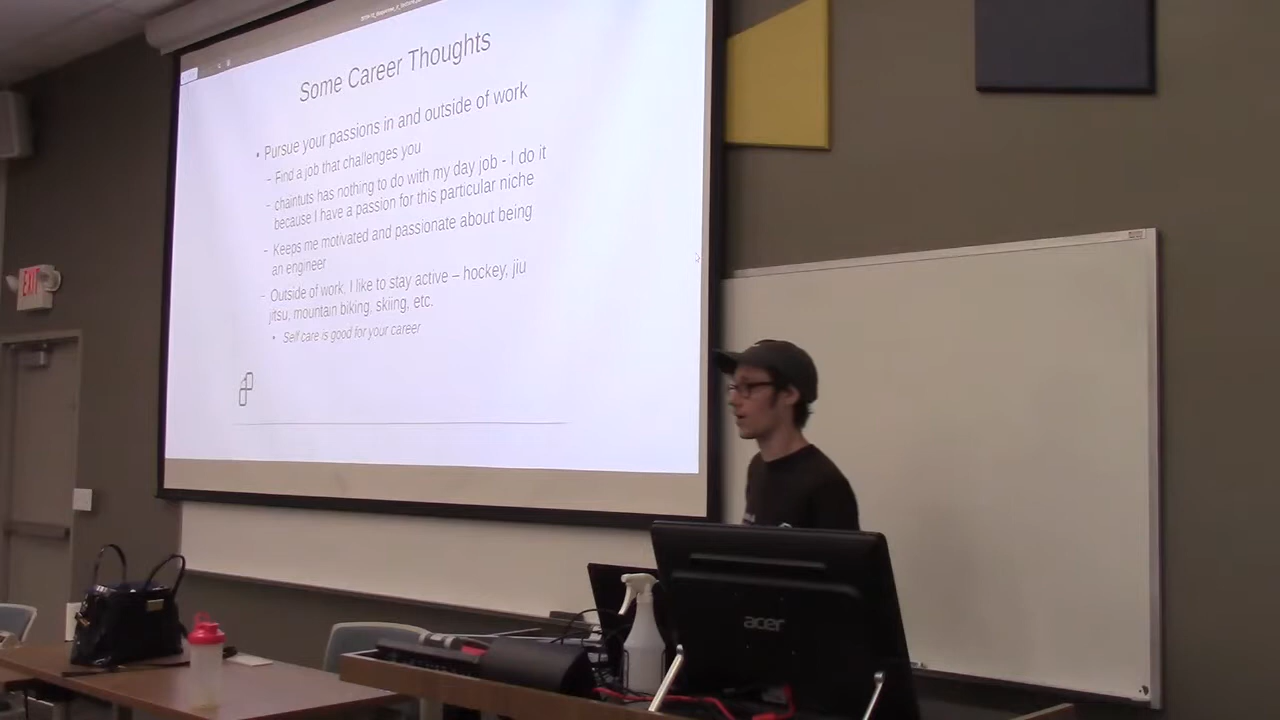 Some Career Thoughts
• Pursue your passions in and outside of work
– Find a job that challenges you
– chaintuts has nothing to do with my day job - I do it
because I have a passion for this particular niche
– Keeps me motivated and passionate about being
an engineer
– Outside of work, I like to stay active – hockey, jiu
jitsu, mountain biking, skiing, etc.
• Self care is good for your career
EXIT
acer